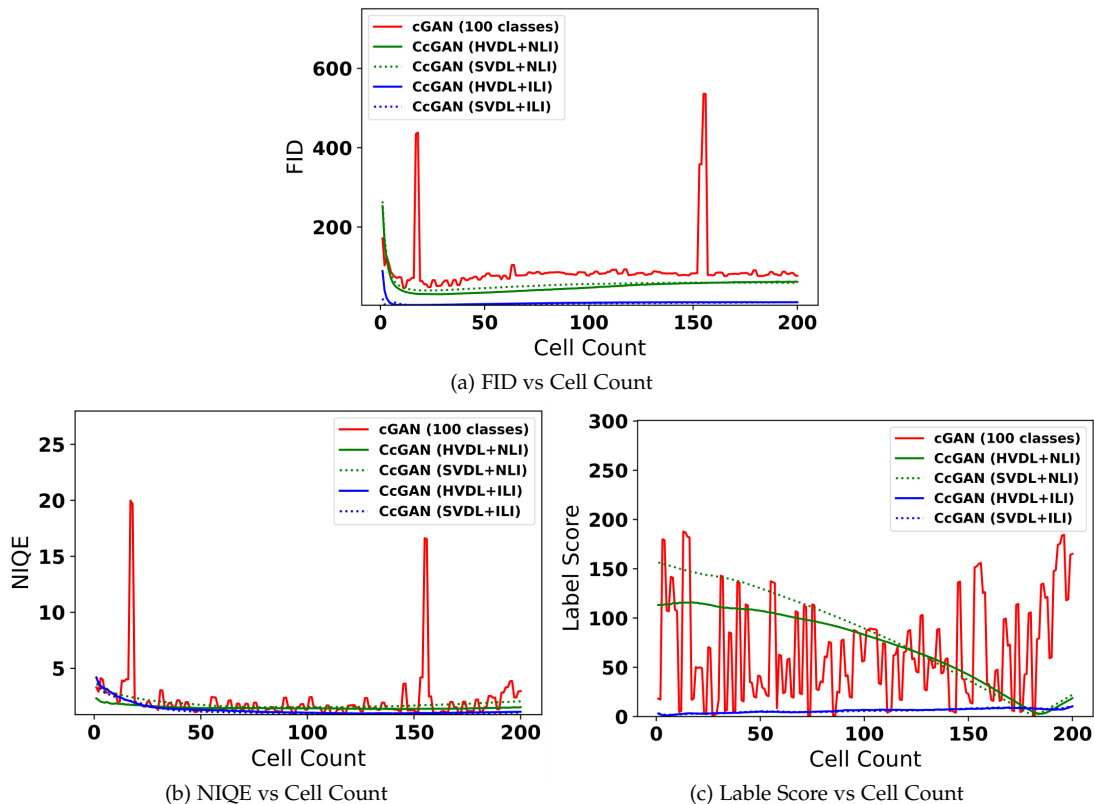 cGAN (100 classes)
CcGAN (HVDL+NLI)
CcGAN (SVDL+NLI)
CcGAN (HVDL+ILI)
CcGAN (SVDL+ILI)
600
400
200
FID
0 50 100 150 200
Cell Count
(a) FID vs Cell Count
cGAN (100 classes)
CcGAN (HVDL+NLI)
CcGAN (SVDL+NLI)
CcGAN (HVDL+ILI)
CcGAN (SVDL+ILI)
25
20
15
10
5
NIQE
0 50 100 150 200
Cell Count
(b) NIQE vs Cell Count
cGAN (100 classes)
CcGAN (HVDL+NLI)
CcGAN (SVDL+NLI)
CcGAN (HVDL+ILI)
CcGAN (SVDL+ILI)
300
250
200
150
100
50
0
Label Score
0 50 100 150 200
Cell Count
(c) Lable Score vs Cell Count